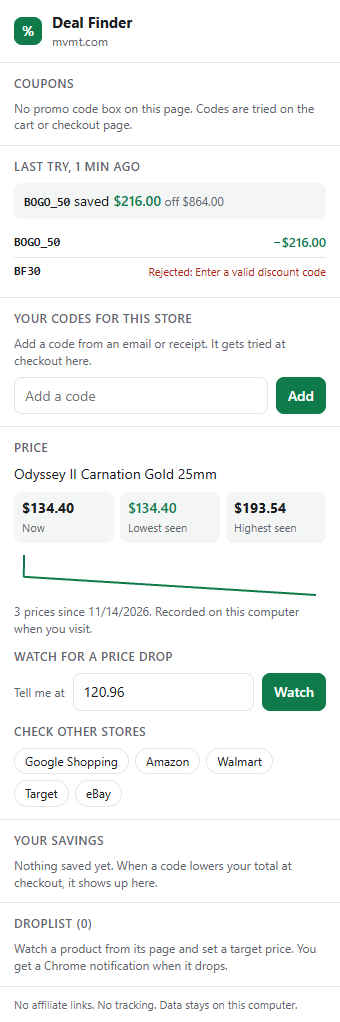 %
Deal Finder
mvmt.com
COUPONS
No promo code box on this page. Codes are tried on the
cart or checkout page.
LAST TRY, 1 MIN AGO
BOGO_50 saved $216.00 off $864.00
BOGO_50 −$216.00
BF30 Rejected: Enter a valid discount code
YOUR CODES FOR THIS STORE
Add a code from an email or receipt. It gets tried at
checkout here.
Add a code Add
PRICE
Odyssey II Carnation Gold 25mm
$134.40 $134.40 $193.54
Now Lowest seen Highest seen
3 prices since 11/14/2026. Recorded on this computer
when you visit.
WATCH FOR A PRICE DROP
Tell me at 120.96 Watch
CHECK OTHER STORES
Google Shopping Amazon Walmart
Target eBay
YOUR SAVINGS
Nothing saved yet. When a code lowers your total at
checkout, it shows up here.
DROPLIST (0)
Watch a product from its page and set a target price. You
get a Chrome notification when it drops.
No affiliate links. No tracking. Data stays on this computer.